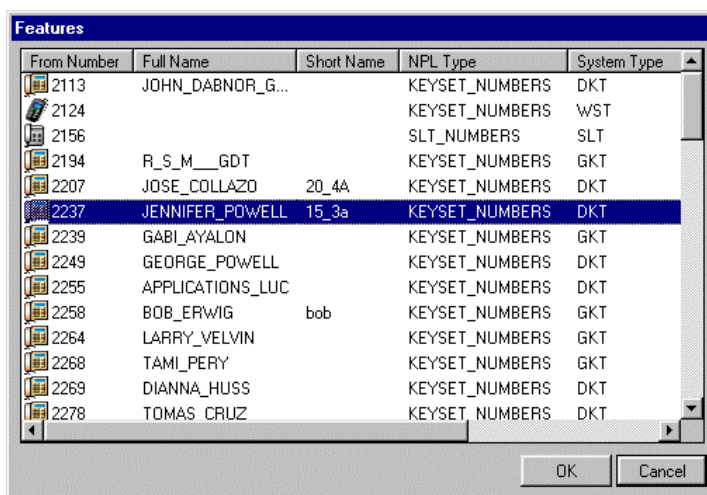 Features
From Number Full Name Short Name NPL Type System Type
2113 JOHN_DABNOR_G... KEYSET_NUMBERS DKT
2124 KEYSET_NUMBERS WST
2156 SLT_NUMBERS SLT
2194 R_S_M___GDT KEYSET_NUMBERS GKT
2207 JOSE_COLLAZO 20_4A KEYSET_NUMBERS DKT
2237 JENNIFER_POWELL 15_3a KEYSET_NUMBERS DKT
2239 GABI_AYALON KEYSET_NUMBERS GKT
2249 GEORGE_POWELL KEYSET_NUMBERS DKT
2255 APPLICATIONS_LUC KEYSET_NUMBERS DKT
2258 BOB_ERWIG bob KEYSET_NUMBERS GKT
2264 LARRY_VELVIN KEYSET_NUMBERS GKT
2268 TAMI_PERY KEYSET_NUMBERS GKT
2269 DIANNA_HUSS KEYSET_NUMBERS DKT
2278 TOMAS_CRUZ KEYSET_NUMBERS DKT
OK Cancel